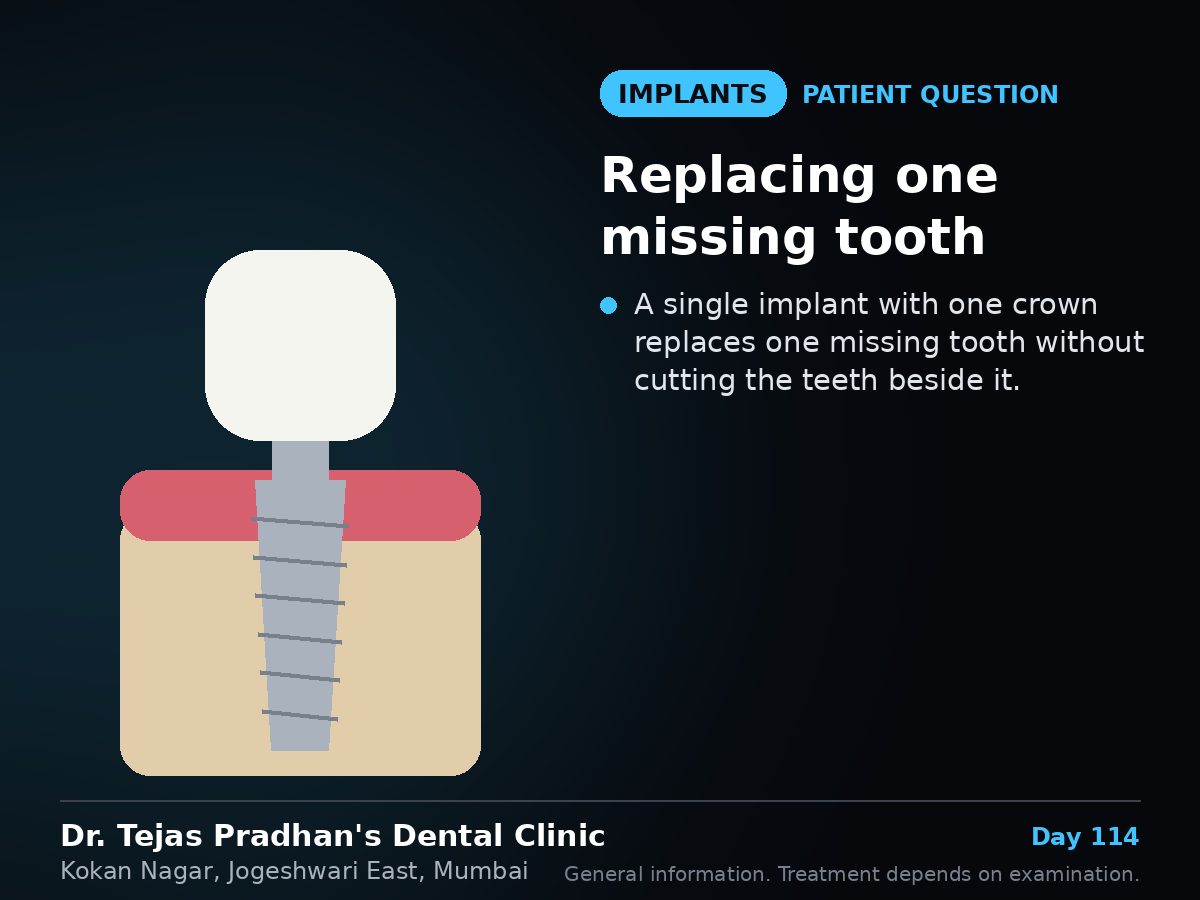 IMPLANTS PATIENT QUESTION
Replacing one
missing tooth
A single implant with one crown
replaces one missing tooth without
cutting the teeth beside it.
Dr. Tejas Pradhan's Dental Clinic
Day 114
Kokan Nagar, Jogeshwari East, Mumbai
General information. Treatment depends on examination.